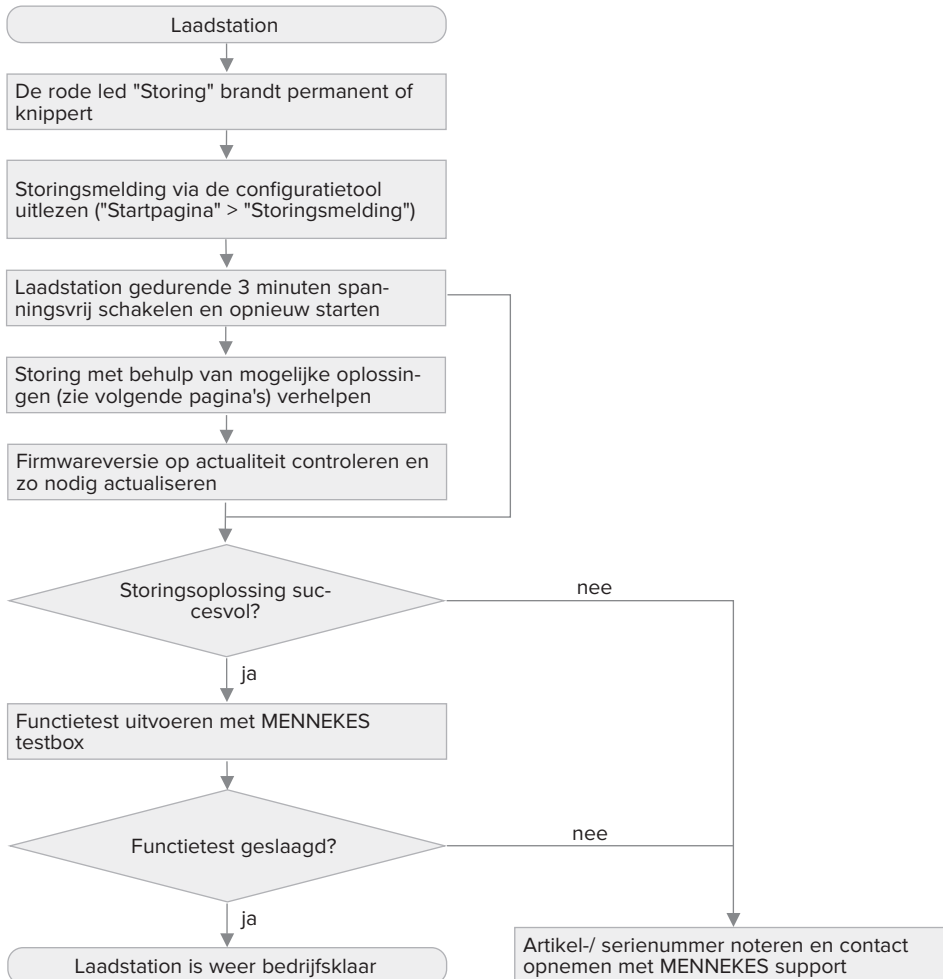 Laadstation
De rode led "Storing" brandt permanent of
knippert
Storingsmelding via de configuratietool
uitlezen ("Startpagina" > "Storingsmelding")
Laadstation gedurende 3 minuten span-
ningsvrij schakelen en opnieuw starten
Storing met behulp van mogelijke oplossin-
gen (zie volgende pagina's) verhelpen
Firmwareversie op actualiteit controleren en
zo nodig actualiseren
Storingsoplossing suc-
cesvol?
nee
ja
Functietest uitvoeren met MENNEKES
testbox
Functietest geslaagd?
nee
ja
Laadstation is weer bedrijfsklaar
Artikel-/ serienummer noteren en contact
opnemen met MENNEKES support